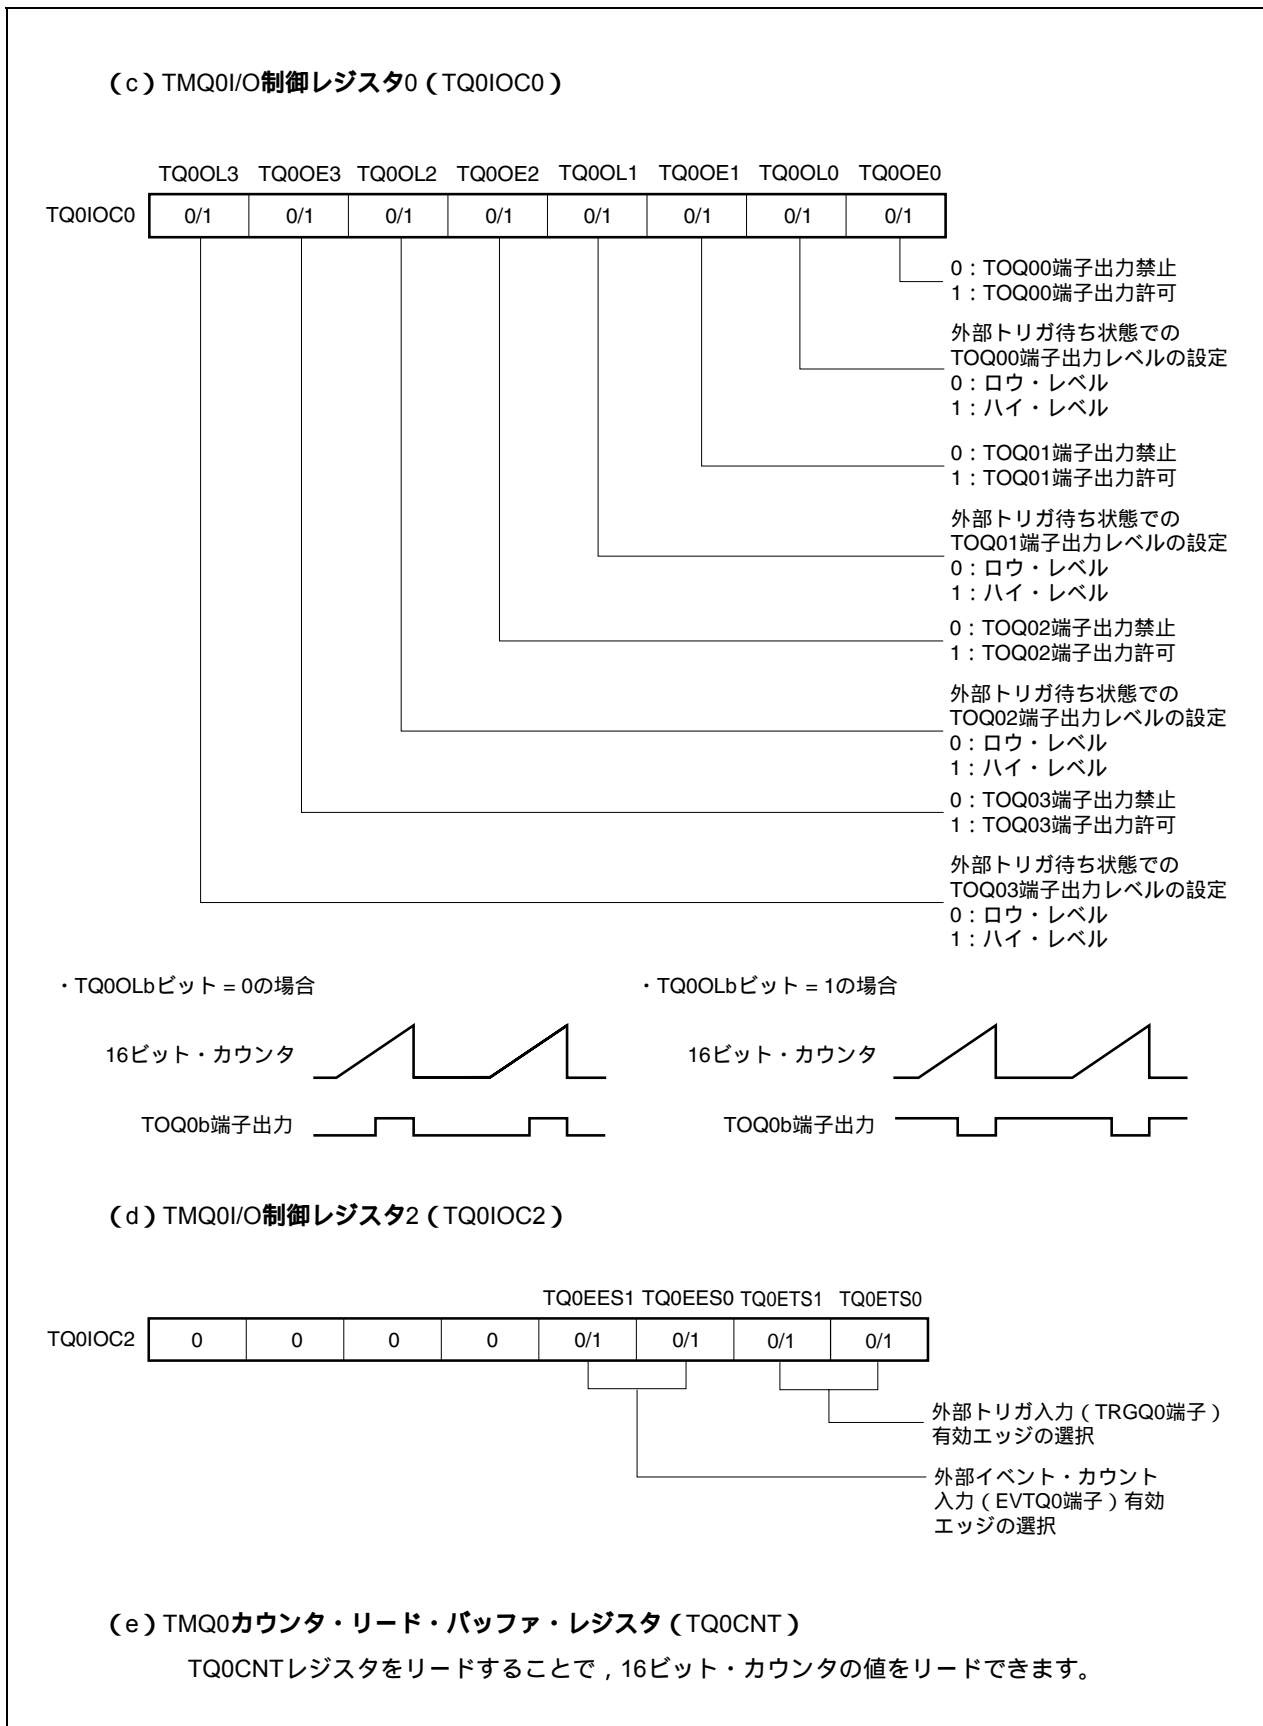 （c）TMQ0I/O制御レジスタ0（TQ0IOC0）
TQ0OL3 TQ0OE3 TQ0OL2 TQ0OE2 TQ0OL1 TQ0OE1 TQ0OL0 TQ0OE0
TQ0IOC0 0/1 0/1 0/1 0/1 0/1 0/1 0/1 0/1
0：TOQ00端子出力禁止
1：TOQ00端子出力許可
外部トリガ待ち状態での
TOQ00端子出力レベルの設定
0：ロウ・レベル
1：ハイ・レベル
0：TOQ01端子出力禁止
1：TOQ01端子出力許可
外部トリガ待ち状態での
TOQ01端子出力レベルの設定
0：ロウ・レベル
1：ハイ・レベル
0：TOQ02端子出力禁止
1：TOQ02端子出力許可
外部トリガ待ち状態での
TOQ02端子出力レベルの設定
0：ロウ・レベル
1：ハイ・レベル
0：TOQ03端子出力禁止
1：TOQ03端子出力許可
外部トリガ待ち状態での
TOQ03端子出力レベルの設定
0：ロウ・レベル
1：ハイ・レベル
・TQ0OLbビット = 0の場合
16ビット・カウンタ
TOQ0b端子出力
・TQ0OLbビット = 1の場合
16ビット・カウンタ
TOQ0b端子出力
（d）TMQ0I/O制御レジスタ2（TQ0IOC2）
TQ0EES1 TQ0EES0 TQ0ETS1 TQ0ETS0
TQ0IOC2 0 0 0 0 0/1 0/1 0/1 0/1
外部トリガ入力（TRGQ0端子）
有効エッジの選択
外部イベント・カウント
入力（EVTQ0端子）有効
エッジの選択
（e）TMQ0カウンタ・リード・バッファ・レジスタ（TQ0CNT）
TQ0CNTレジスタをリードすることで，16ビット・カウンタの値をリードできます。